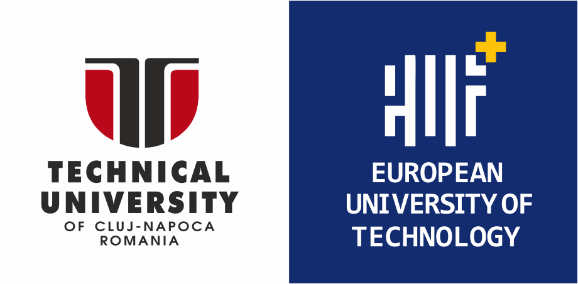 TECHNICAL
UNIVERSITY
OF CLUJ-NAPOCA
ROMANIA
EUROPEAN
UNIVERSITY OF
TECHNOLOGY